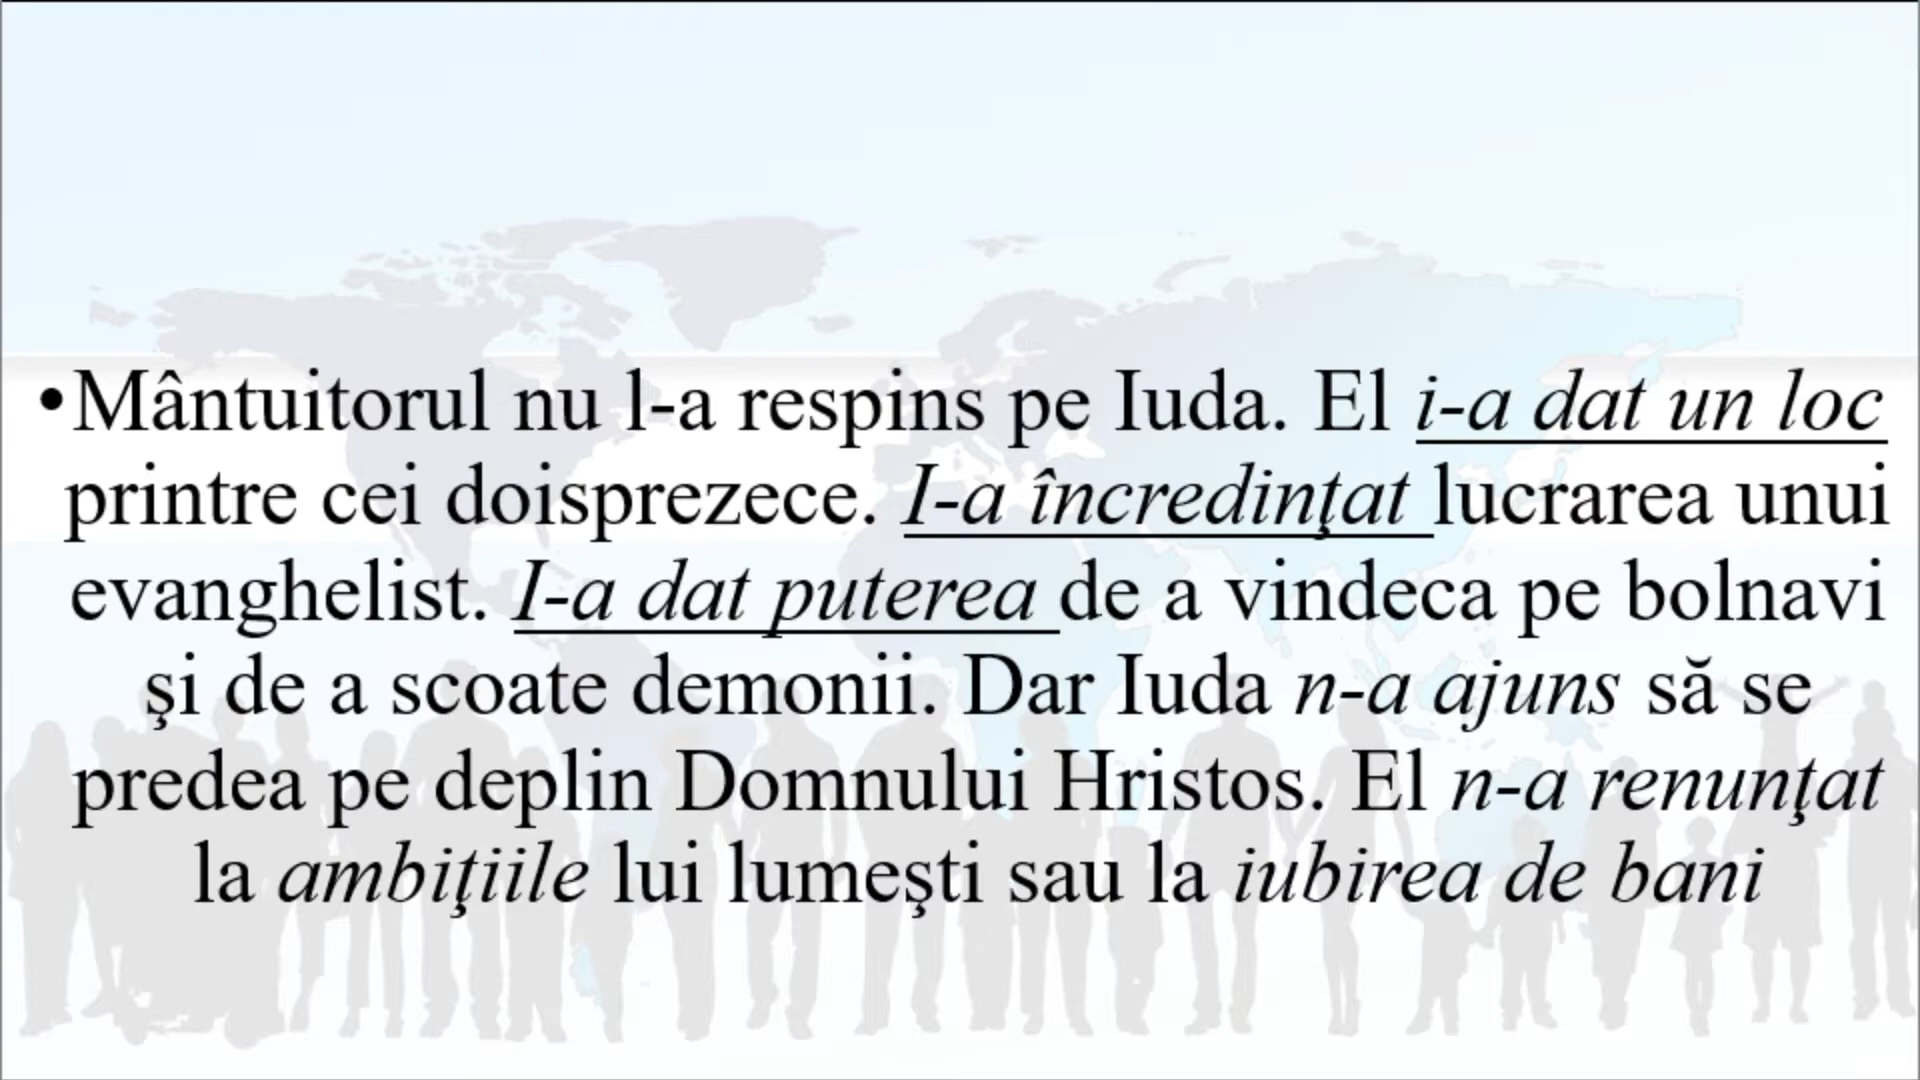 •Mântuitorul nu l-a respins pe Iuda. El i-a dat un loc
printre cei doisprezece. I-a încredinţat lucrarea unui
evanghelist. I-a dat puterea de a vindeca pe bolnavi
şi de a scoate demonii. Dar Iuda n-a ajuns să se
predea pe deplin Domnului Hristos. El n-a renunţat
la ambiţiile lui lumeşti sau la iubirea de bani